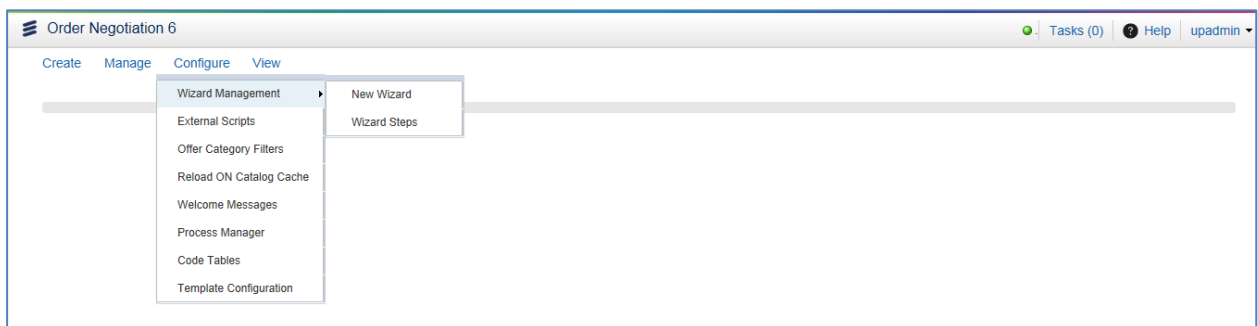 Order Negotiation 6
Tasks (0) Help upadmin
Create Manage Configure View
Wizard Management New Wizard
External Scripts Wizard Steps
Offer Category Filters
Reload ON Catalog Cache
Welcome Messages
Process Manager
Code Tables
Template Configuration